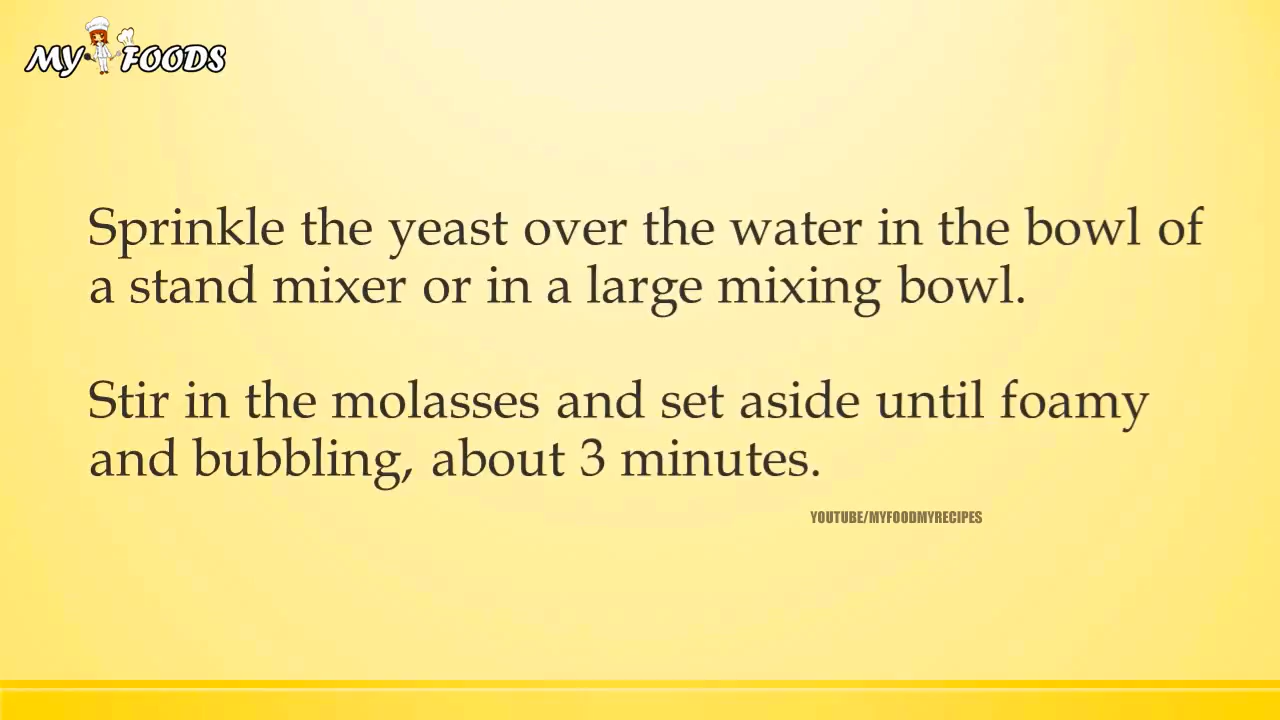 MY FOODS
Sprinkle the yeast over the water in the bowl of
a stand mixer or in a large mixing bowl.
Stir in the molasses and set aside until foamy
and bubbling, about 3 minutes.
YOUTUBE/MYFOODMYRECIPES